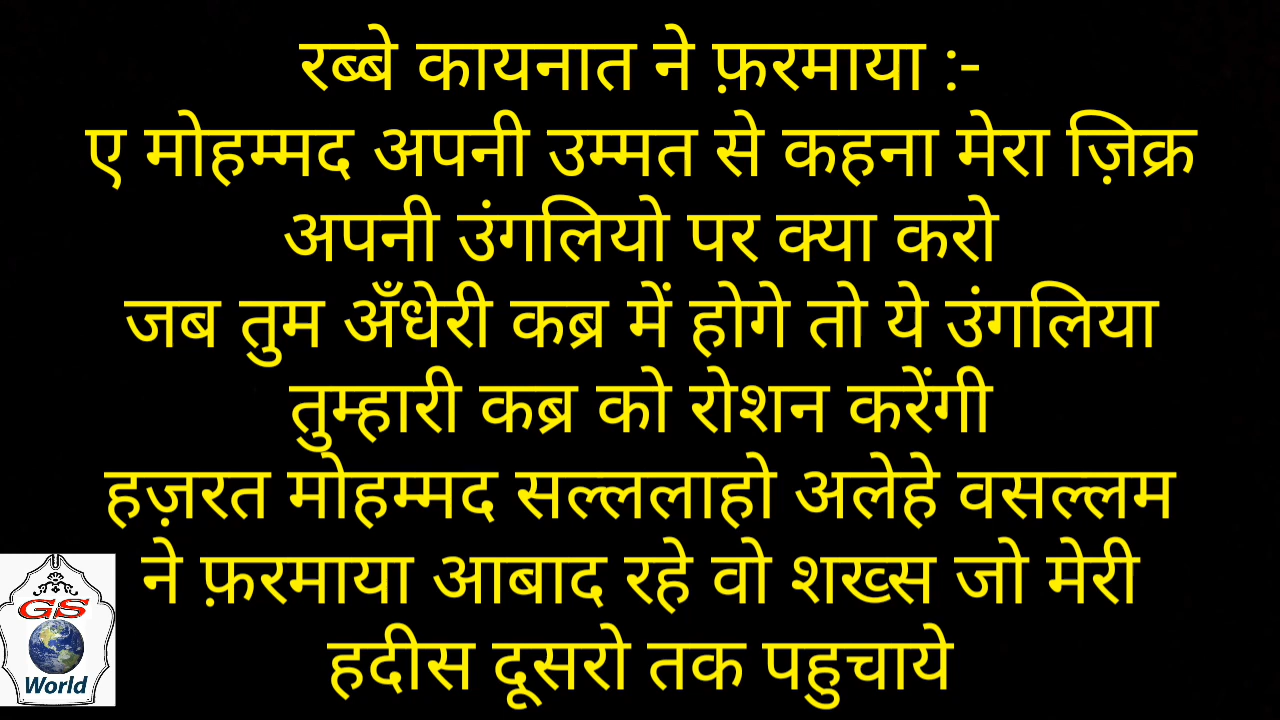 रब्बे कायनात ने फ़रमाया :-
ए मोहम्मद अपनी उम्मत से कहना मेरा ज़िक्र
अपनी उंगलियो पर क्या करो
जब तुम अँधेरी कब्र में होगे तो ये उंगलिया
तुम्हारी कब्र को रोशन करेंगी
हज़रत मोहम्मद सल्ललाहो अलेहे वसल्लम
ने फ़रमाया आबाद रहे वो शख्स जो मेरी
हदीस दूसरो तक पहुचाये
GS
World